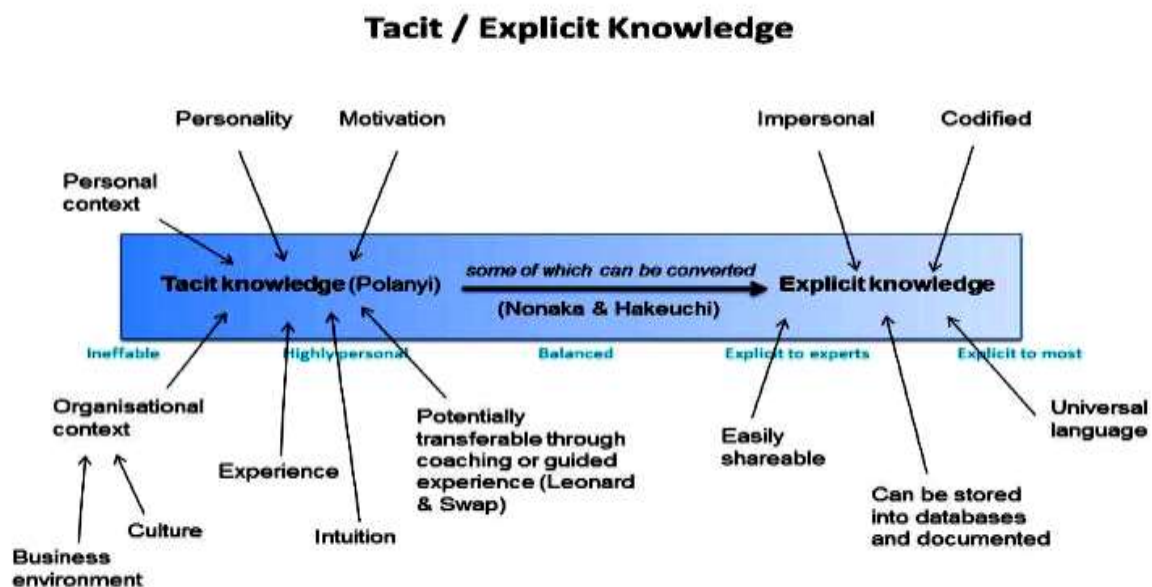 Tacit / Explicit Knowledge
Personality
Motivation
Impersonal
Codified
Personal
context
some of which can be converted
Tacit knowledge (Polanyi)
Explicit knowledge
(Nonaka & Hakeuchi)
Ineffable
Highly personal
Balanced
Explicit to experts
Explicit to most
Organisational
context
Potentially
transferable through
coaching or guided
experience (Leonard
& Swap)
Easily
shareable
Universal
language
Experience
Can be stored
into databases
and documented
Culture
Intuition
Business
environment